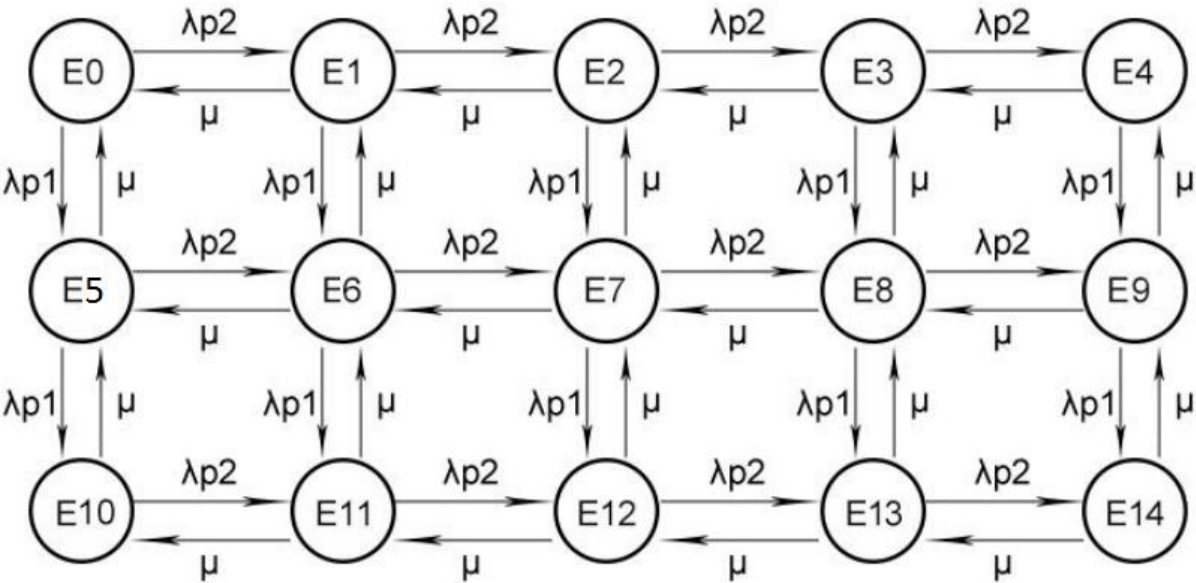 λp2 λp2 λp2 λp2
E0 E1 E2 E3 E4
μ μ μ μ
λp1 μ λp1 μ λp1 μ λp1 μ λp1 μ
λp2 λp2 λp2 λp2
E5 E6 E7 E8 E9
μ μ μ μ
λp1 μ λp1 μ λp1 μ λp1 μ λp1 μ
λp2 λp2 λp2 λp2
E10 E11 E12 E13 E14
μ μ μ μ